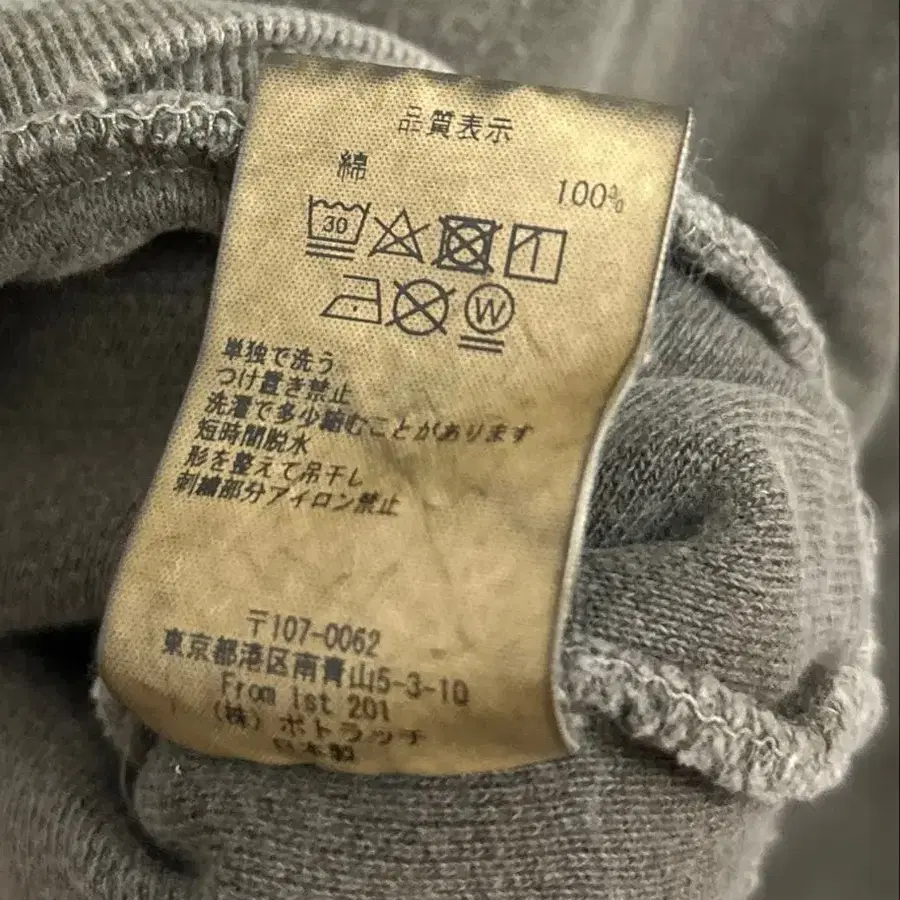 品質表示
綿 100%
30
W
単独で洗う
つけ置き禁止
洗濯で多少縮むことがあります
短時間脱水
形を整えて吊干し
刺繍部分アイロン禁止
〒107-0062
東京都港区南青山5-3-10
From 1st 201
(株) ポトラッチ
日本製